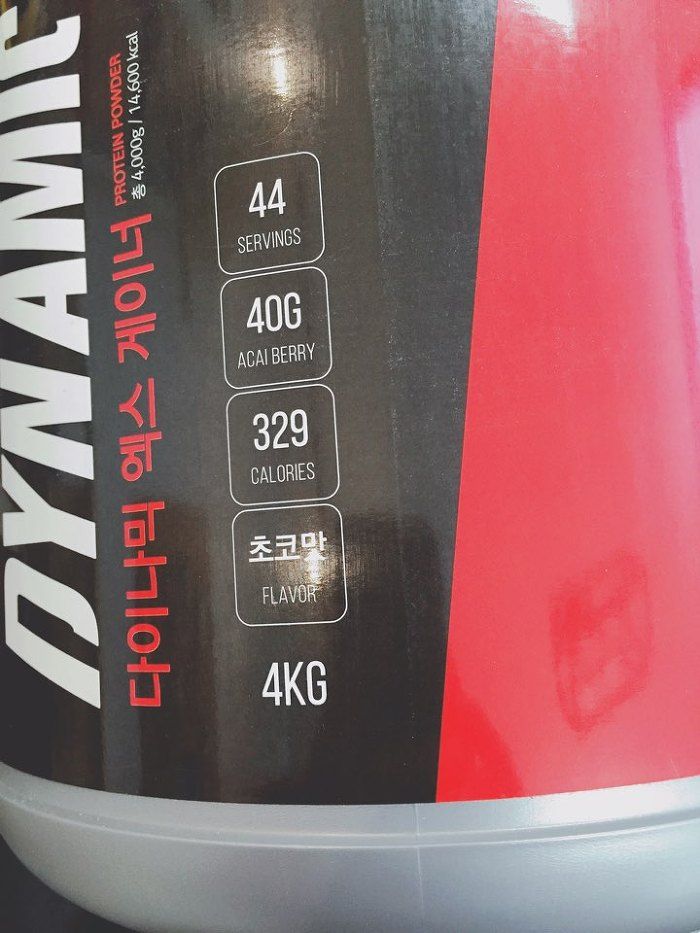 DYNAMIC
다이나믹 엑스 게이너
PROTEIN POWDER
총 4,000g / 14,600 kcal
44
SERVINGS
40G
ACAI BERRY
329
CALORIES
초코맛
FLAVOR
4KG